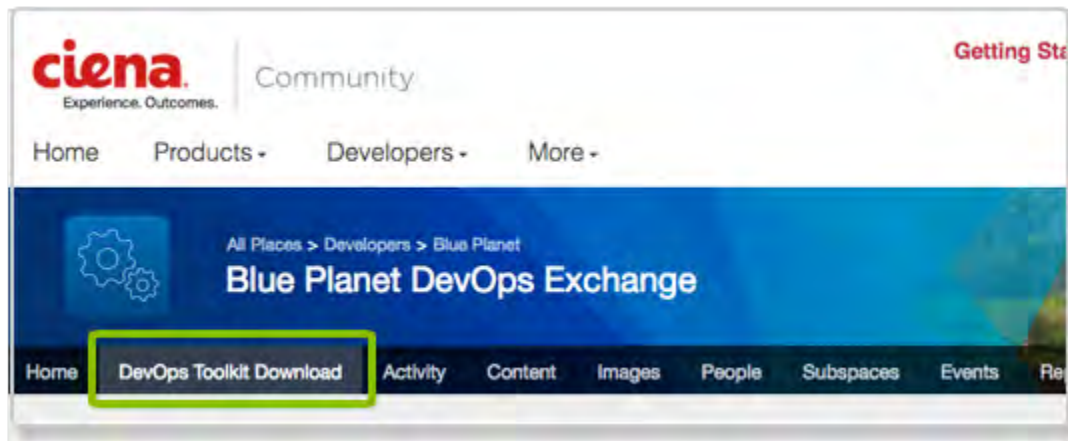 ciena.
Experience. Outcomes.
Community
Getting Sta
Home Products Developers More
All Places > Developers > Blue Planet
Blue Planet DevOps Exchange
Home DevOps Toolkit Download Activity Content Images People Subspaces Events Re